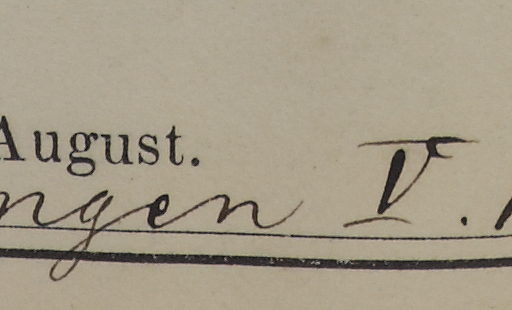 August.
ngen V.